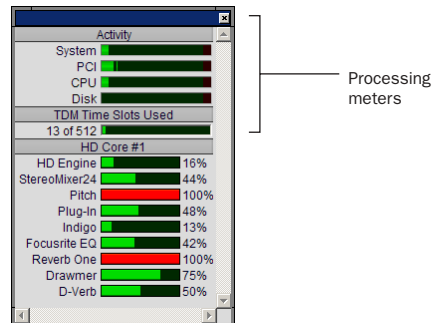 Activity
System
PCI
CPU
Disk
TDM Time Slots Used
13 of 512
HD Core #1
HD Engine 16%
StereoMixer24 44%
Pitch 100%
Plug-In 48%
Indigo 13%
Focusrite EQ 42%
Reverb One 100%
Drawmer 75%
D-Verb 50%
Processing
meters